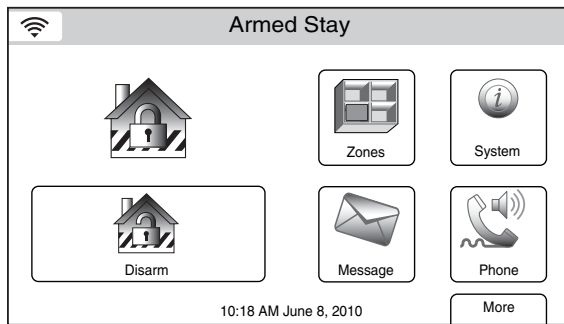 Armed Stay
Zones
System
Disarm
Message
Phone
10:18 AM June 8, 2010
More